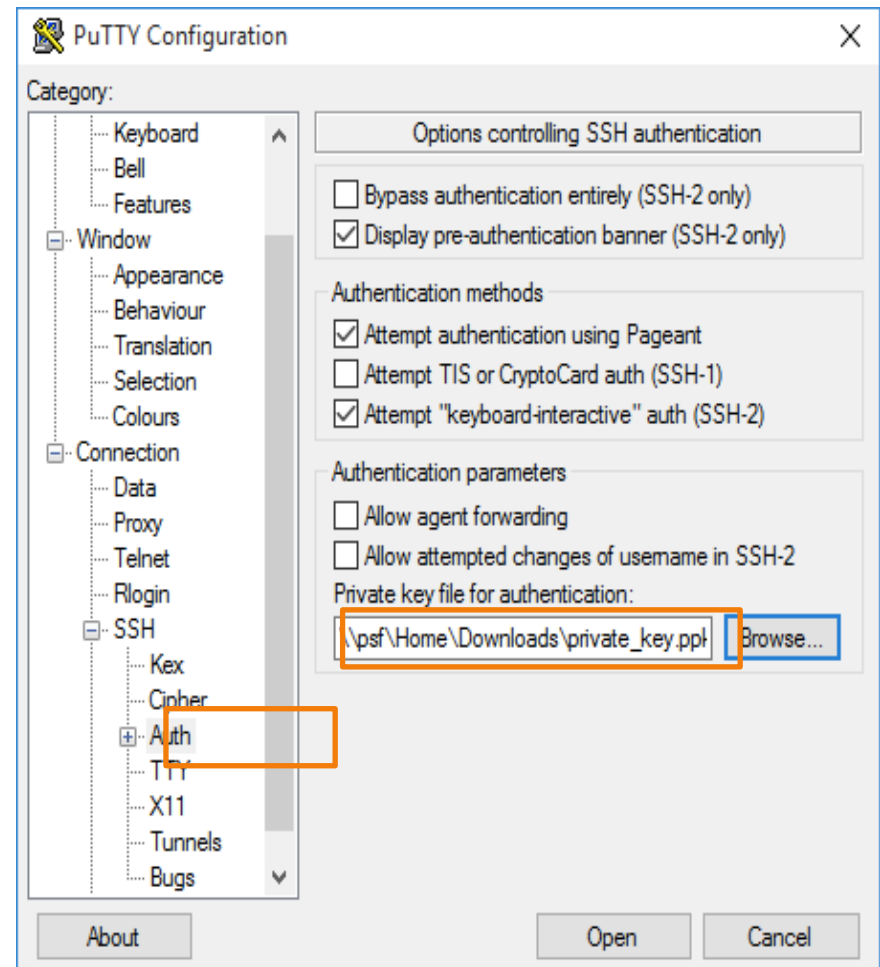 PuTTY Configuration
Category:
Keyboard
Bell
Features
Window
Appearance
Behaviour
Translation
Selection
Colours
Connection
Data
Proxy
Telnet
Rlogin
SSH
Kex
Cipher
Auth
TTY
X11
Tunnels
Bugs
Options controlling SSH authentication
Bypass authentication entirely (SSH-2 only)
Display pre-authentication banner (SSH-2 only)
Authentication methods
Attempt authentication using Pageant
Attempt TIS or CryptoCard auth (SSH-1)
Attempt "keyboard-interactive" auth (SSH-2)
Authentication parameters
Allow agent forwarding
Allow attempted changes of username in SSH-2
Private key file for authentication:
\\psf\Home\Downloads\private_key.ppk
Browse...
About
Open
Cancel